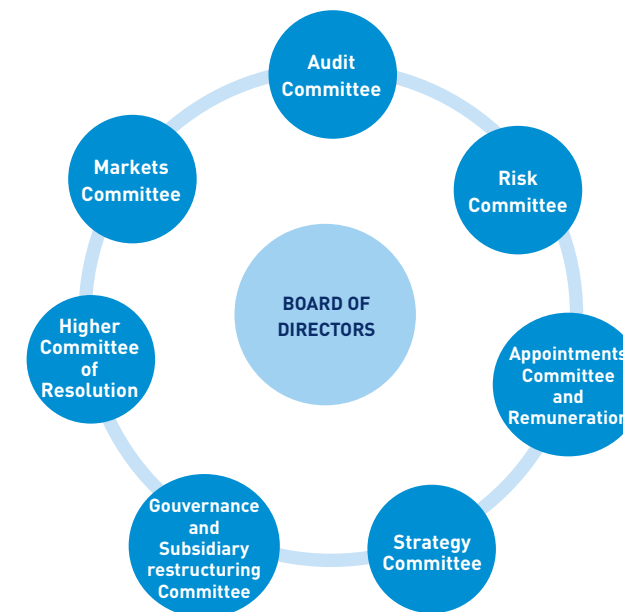 Audit
Committee
Markets
Committee
Risk
Committee
BOARD OF
DIRECTORS
Higher
Committee
of
Resolution
Appointments
Committee
and
Remuneration
Gouvernance
and
Subsidiary
restructuring
Committee
Strategy
Committee